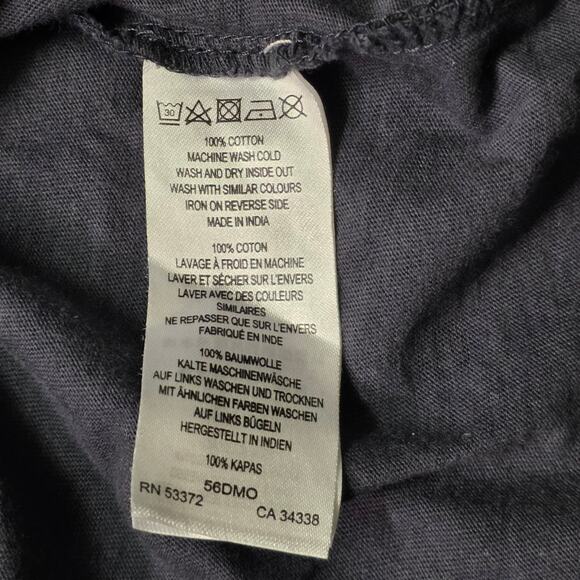 30
100% COTTON
MACHINE WASH COLD
WASH AND DRY INSIDE OUT
WASH WITH SIMILAR COLOURS
IRON ON REVERSE SIDE
MADE IN INDIA
100% COTON
LAVAGE À FROID EN MACHINE
LAVER ET SÉCHER SUR L'ENVERS
LAVER AVEC DES COULEURS
SIMILAIRES
NE REPASSER QUE SUR L'ENVERS
FABRIQUÉ EN INDE
100% BAUMWOLLE
KALTE MASCHINENWÄSCHE
AUF LINKS WASCHEN UND TROCKNEN
MIT ÄHNLICHEN FARBEN WASCHEN
AUF LINKS BÜGELN
HERGESTELLT IN INDIEN
100% KAPAS
56DMO
RN 53372 CA 34338